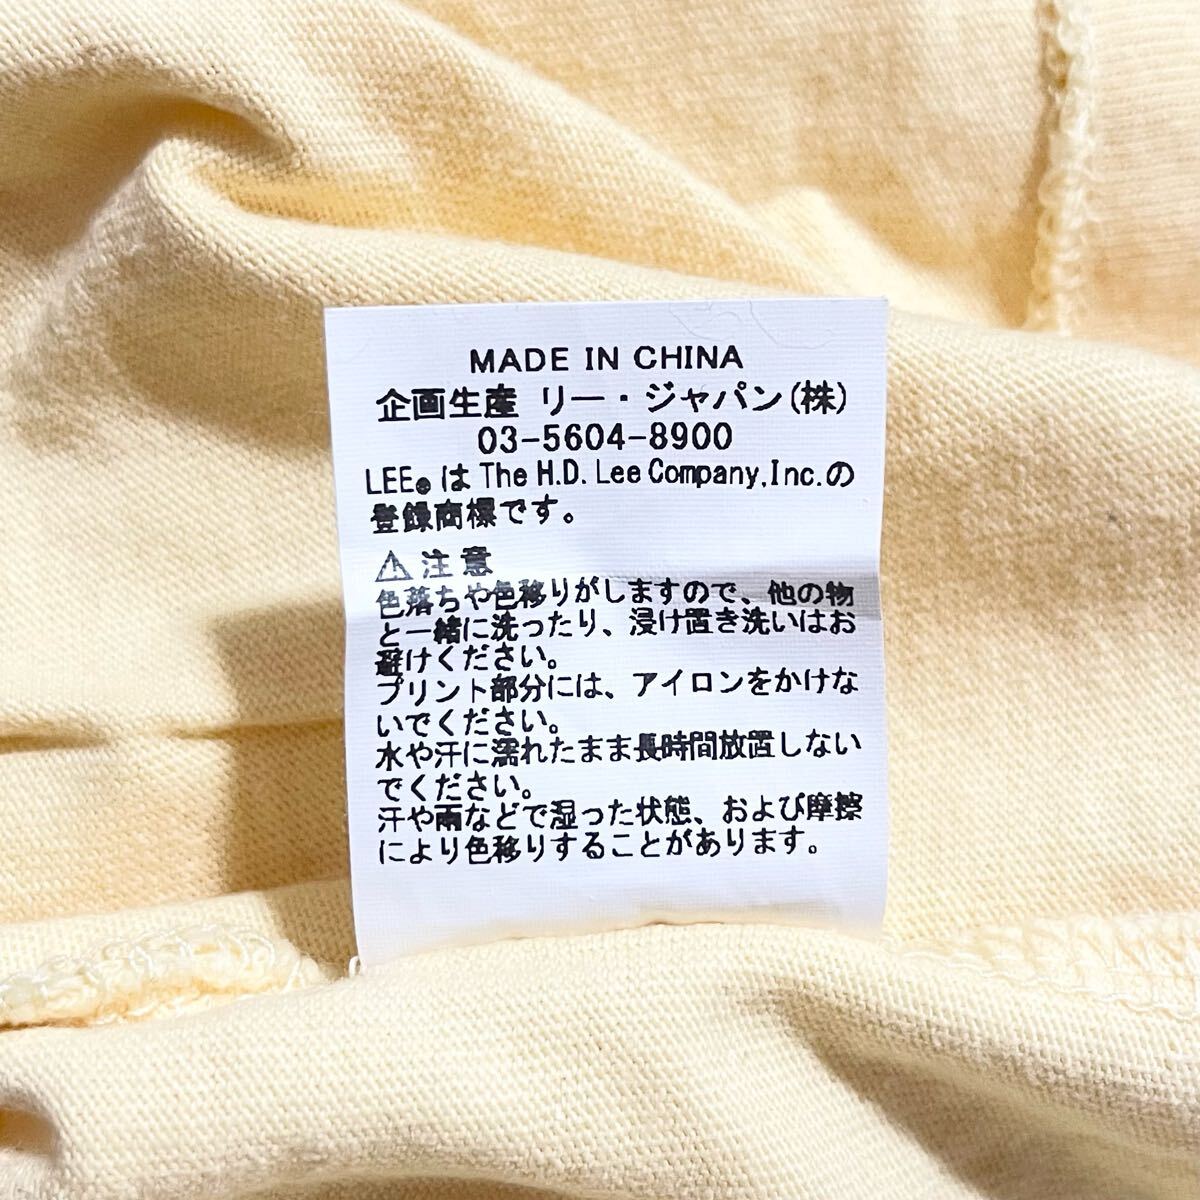 MADE IN CHINA
企画生産 リー・ジャパン(株)
03-5604-8900
LEE® は The H.D. Lee Company,Inc.の
登録商標です。
⚠注意
色落ちや色移りがしますので、他の物
と一緒に洗ったり、浸け置き洗いはお
避けください。
プリント部分には、アイロンをかけな
いでください。
水や汗に濡れたまま長時間放置しない
でください。
汗や雨などで湿った状態、および摩擦
により色移りすることがあります。